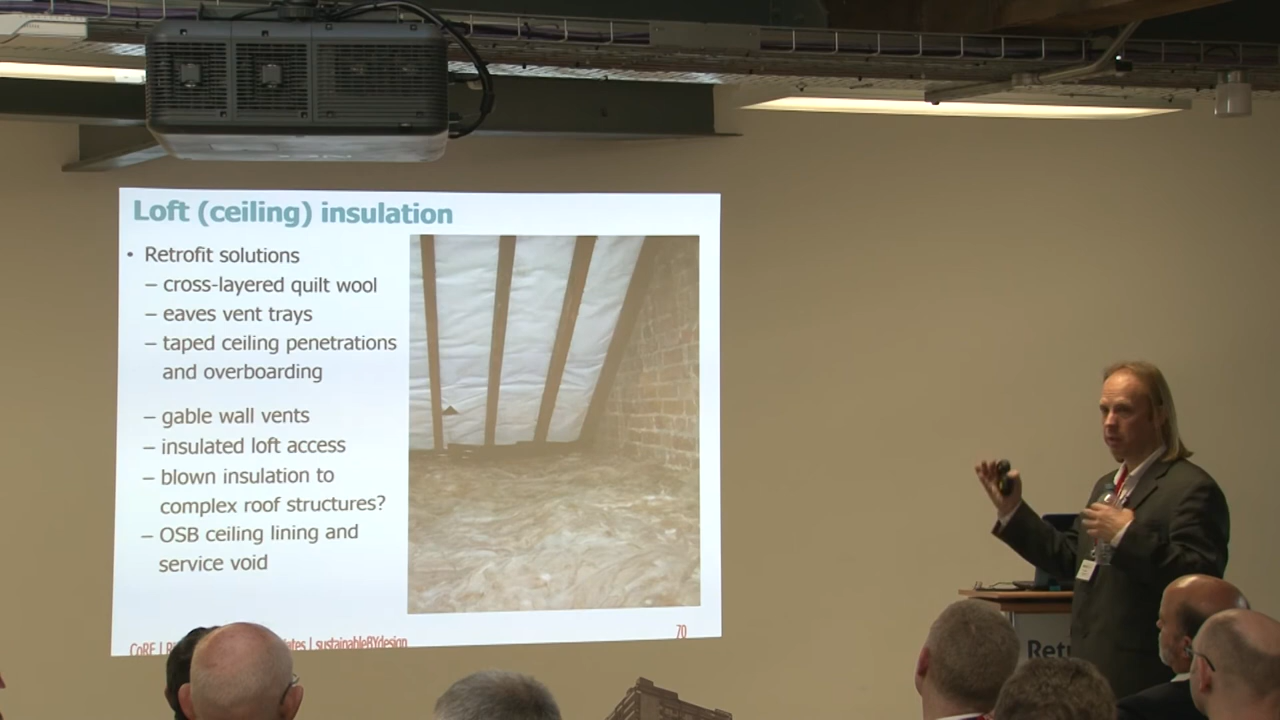 Loft (ceiling) insulation
• Retrofit solutions
– cross-layered quilt wool
– eaves vent trays
– taped ceiling penetrations
and overboarding
– gable wall vents
– insulated loft access
– blown insulation to
complex roof structures?
– OSB ceiling lining and
service void
CoRE |
| sustainableBYdesign
70